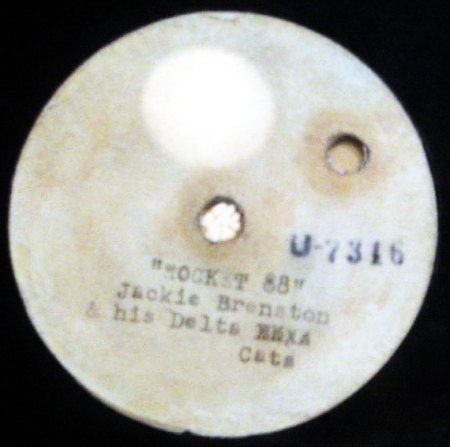 U-7316
"ROCKET 88"
Jackie Brenston
& his Delta
Cats